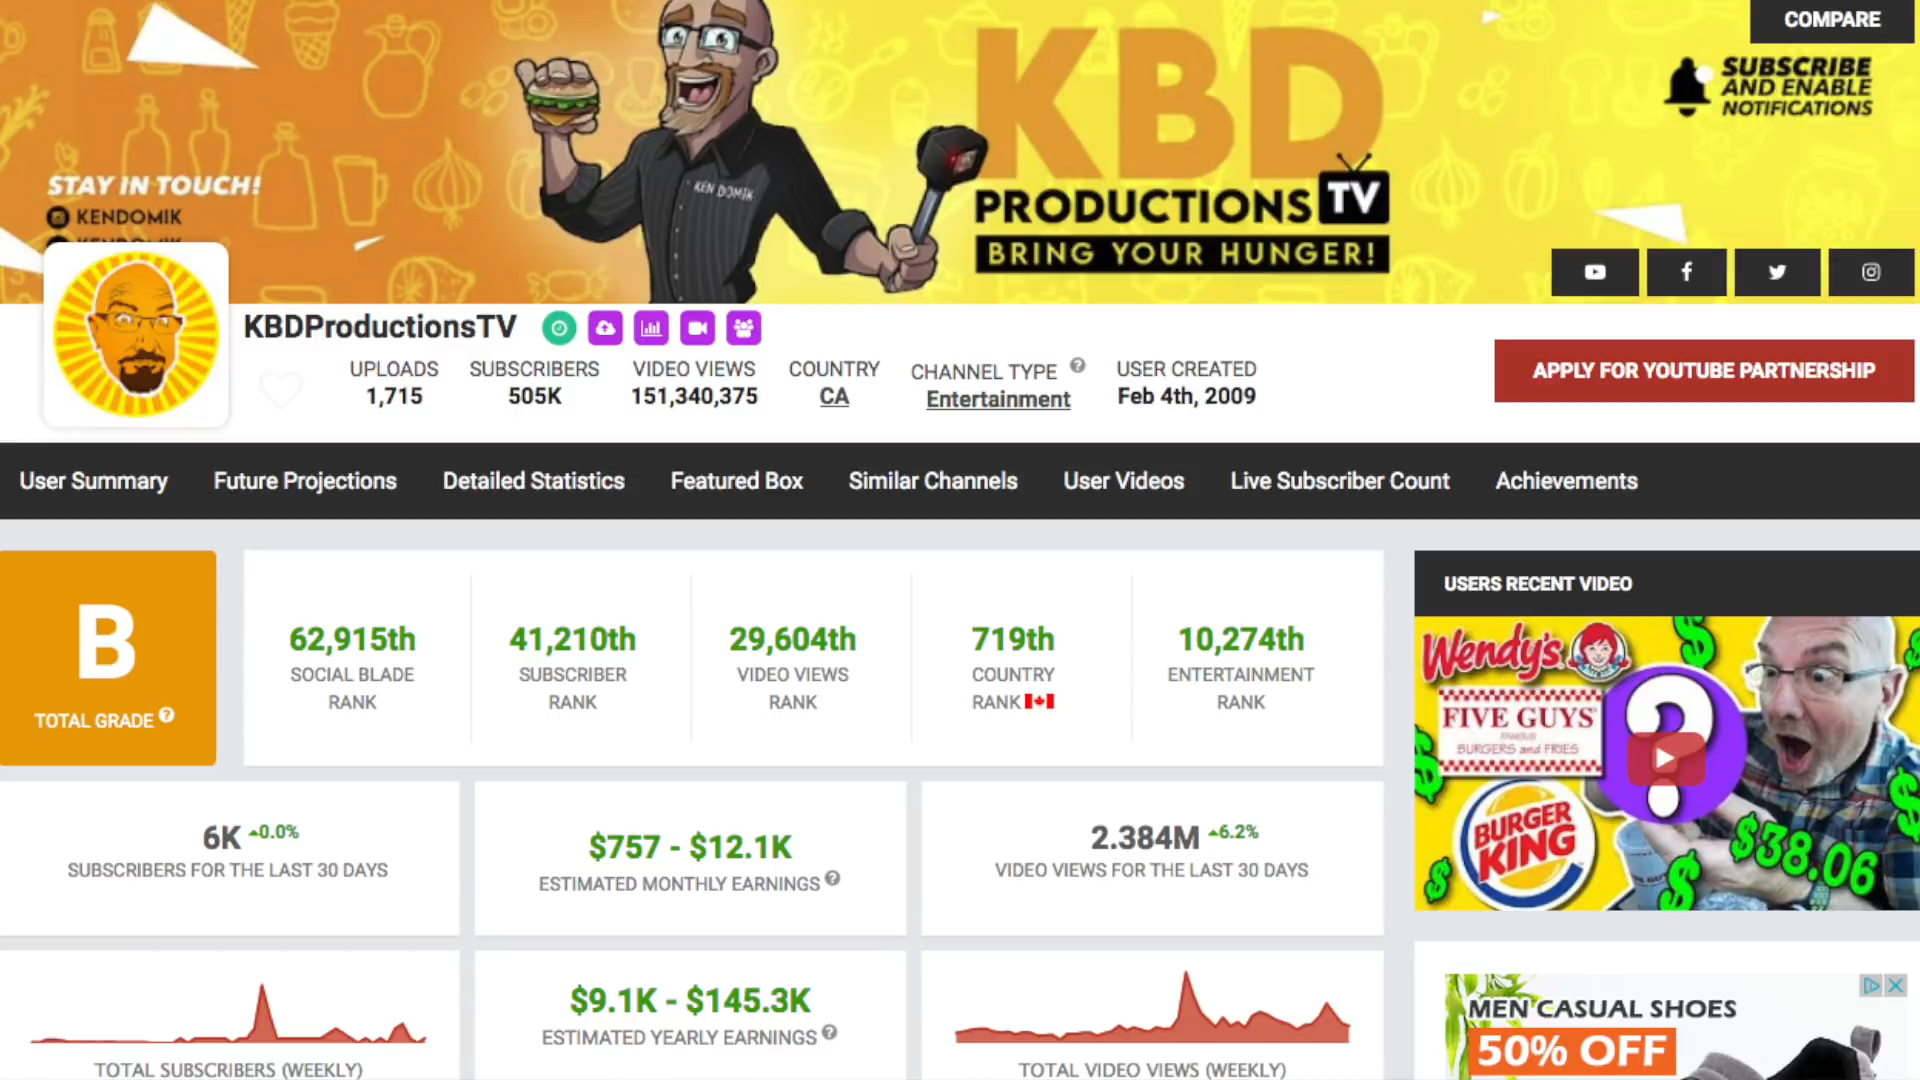 COMPARE
KBD
SUBSCRIBE
AND ENABLE
NOTIFICATIONS
STAY IN TOUCH!
KENDOMIK
KEN DOMIK
PRODUCTIONS TV
BRING YOUR HUNGER!
KBDProductionsTV
UPLOADS
1,715
SUBSCRIBERS
505K
VIDEO VIEWS
151,340,375
COUNTRY
CA
CHANNEL TYPE ?
Entertainment
USER CREATED
Feb 4th, 2009
APPLY FOR YOUTUBE PARTNERSHIP
User Summary Future Projections Detailed Statistics Featured Box Similar Channels User Videos Live Subscriber Count Achievements
B
TOTAL GRADE ?
62,915th
SOCIAL BLADE
RANK
41,210th
SUBSCRIBER
RANK
29,604th
VIDEO VIEWS
RANK
719th
COUNTRY
RANK
10,274th
ENTERTAINMENT
RANK
USERS RECENT VIDEO
Wendy's
FIVE GUYS
FAMOUS
BURGERS and FRIES
?
BURGER
KING
$38.06
6K 0.0%
SUBSCRIBERS FOR THE LAST 30 DAYS
$757 - $12.1K
ESTIMATED MONTHLY EARNINGS ?
2.384M 6.2%
VIDEO VIEWS FOR THE LAST 30 DAYS
TOTAL SUBSCRIBERS (WEEKLY)
$9.1K - $145.3K
ESTIMATED YEARLY EARNINGS ?
TOTAL VIDEO VIEWS (WEEKLY)
MEN CASUAL SHOES
50% OFF